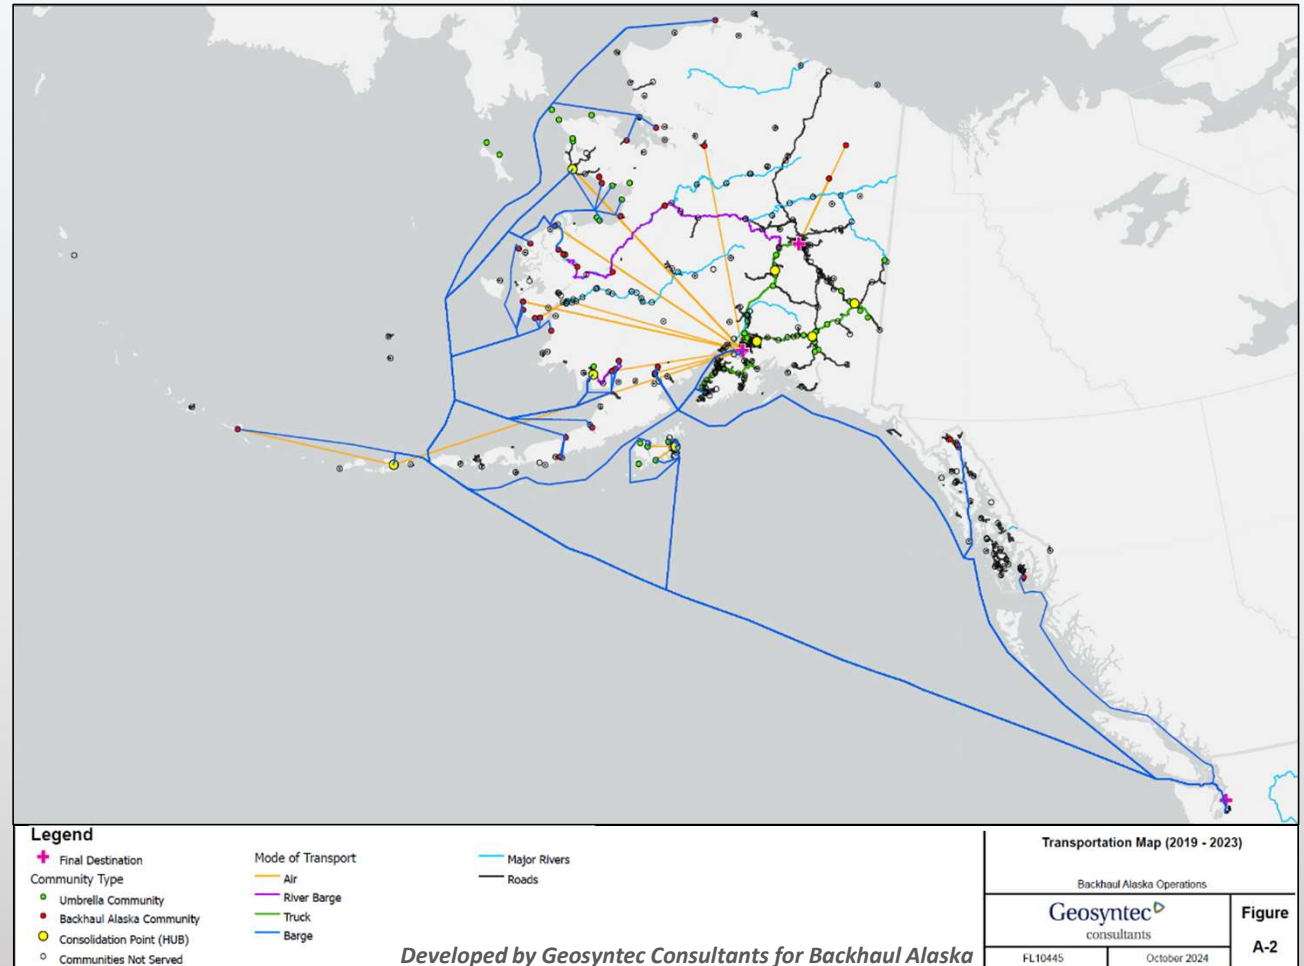 Legend
Final Destination
Community Type
Umbrella Community
Backhaul Alaska Community
Consolidation Point (HUB)
Communities Not Served
Mode of Transport
Air
River Barge
Truck
Barge
Major Rivers
Roads
Developed by Geosyntec Consultants for Backhaul Alaska
Transportation Map (2019 - 2023)
Backhaul Alaska Operations
Geosyntec
consultants
Figure
A-2
FL10445
October 2024